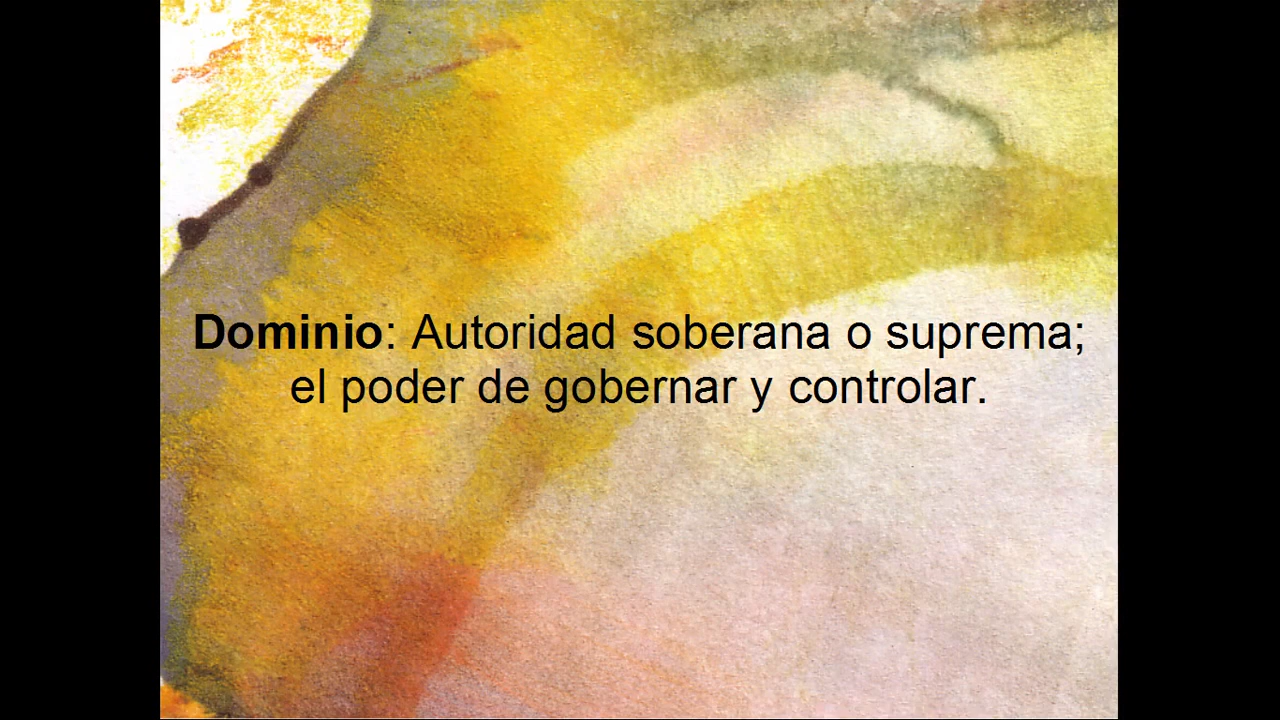 Dominio: Autoridad soberana o suprema;
el poder de gobernar y controlar.